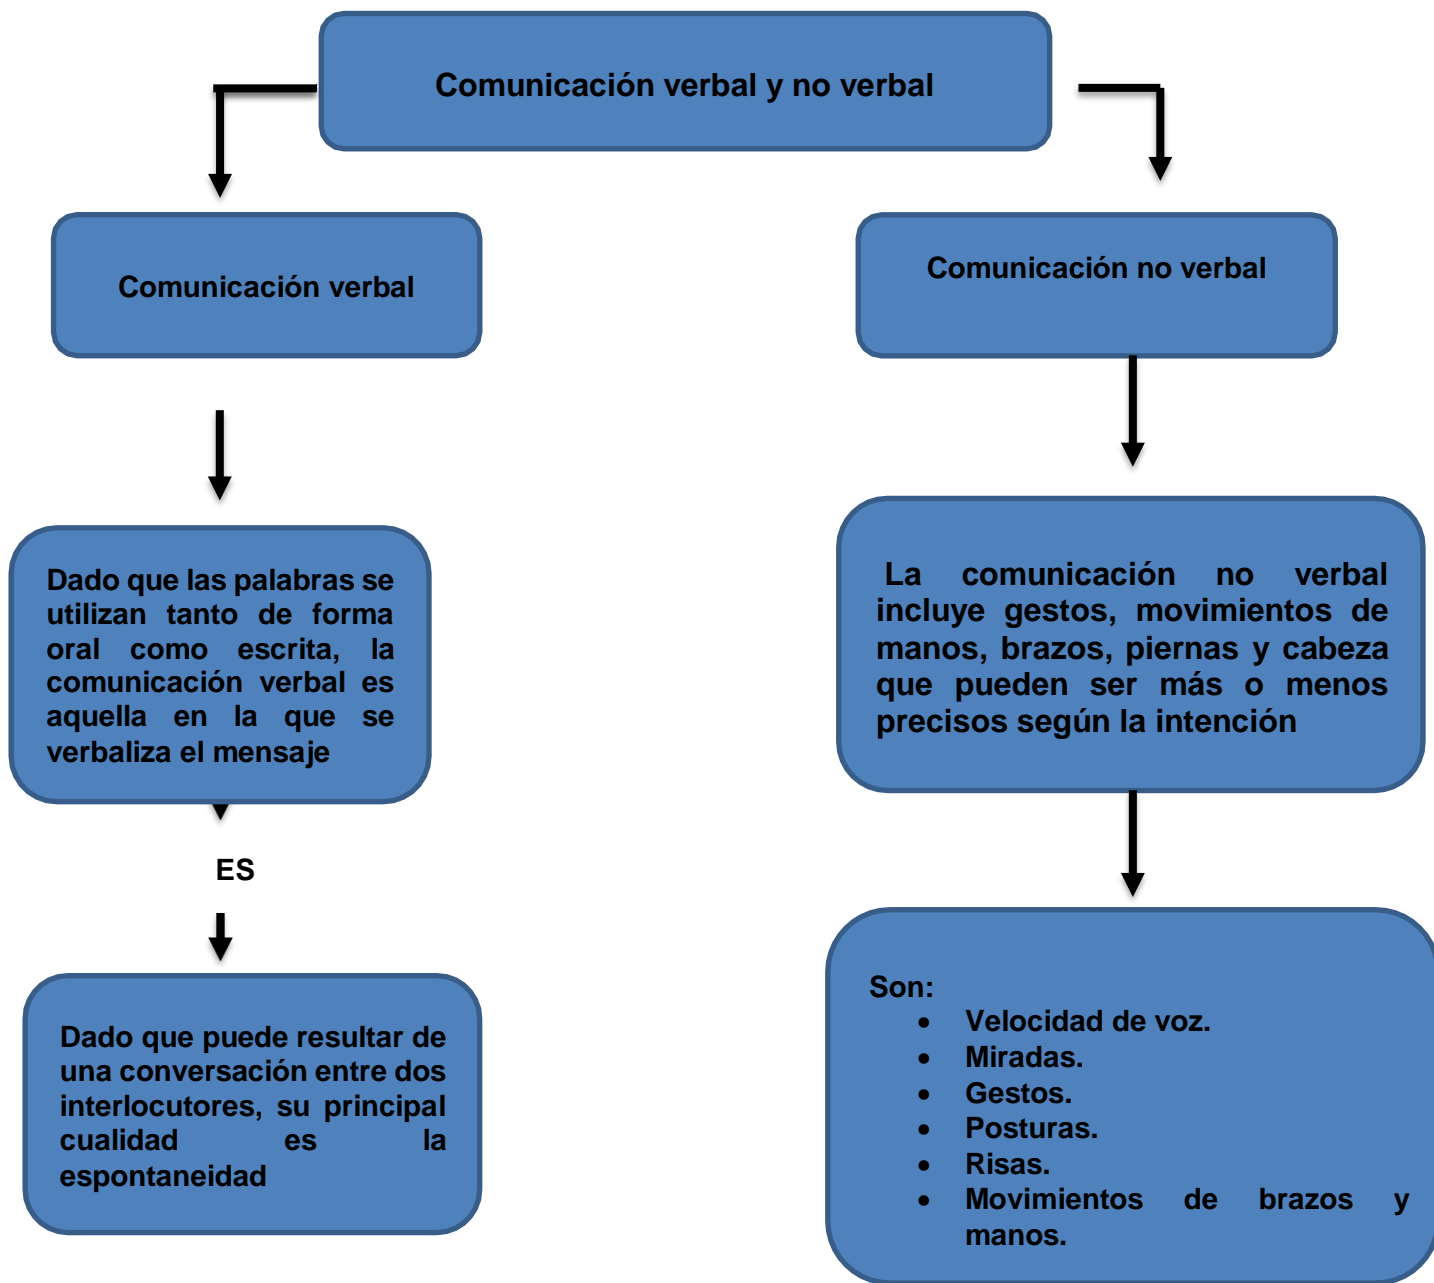 Comunicación verbal y no verbal
Comunicación verbal
Comunicación no verbal
Dado que las palabras se
utilizan tanto de forma
oral como escrita, la
comunicación verbal es
aquella en la que se
verbaliza el mensaje
La comunicación no verbal
incluye gestos, movimientos de
manos, brazos, piernas y cabeza
que pueden ser más o menos
precisos según la intención
ES
Dado que puede resultar de
una conversación entre dos
interlocutores, su principal
cualidad es la
espontaneidad
Son:
• Velocidad de voz.
• Miradas.
• Gestos.
• Posturas.
• Risas.
• Movimientos de brazos y
manos.